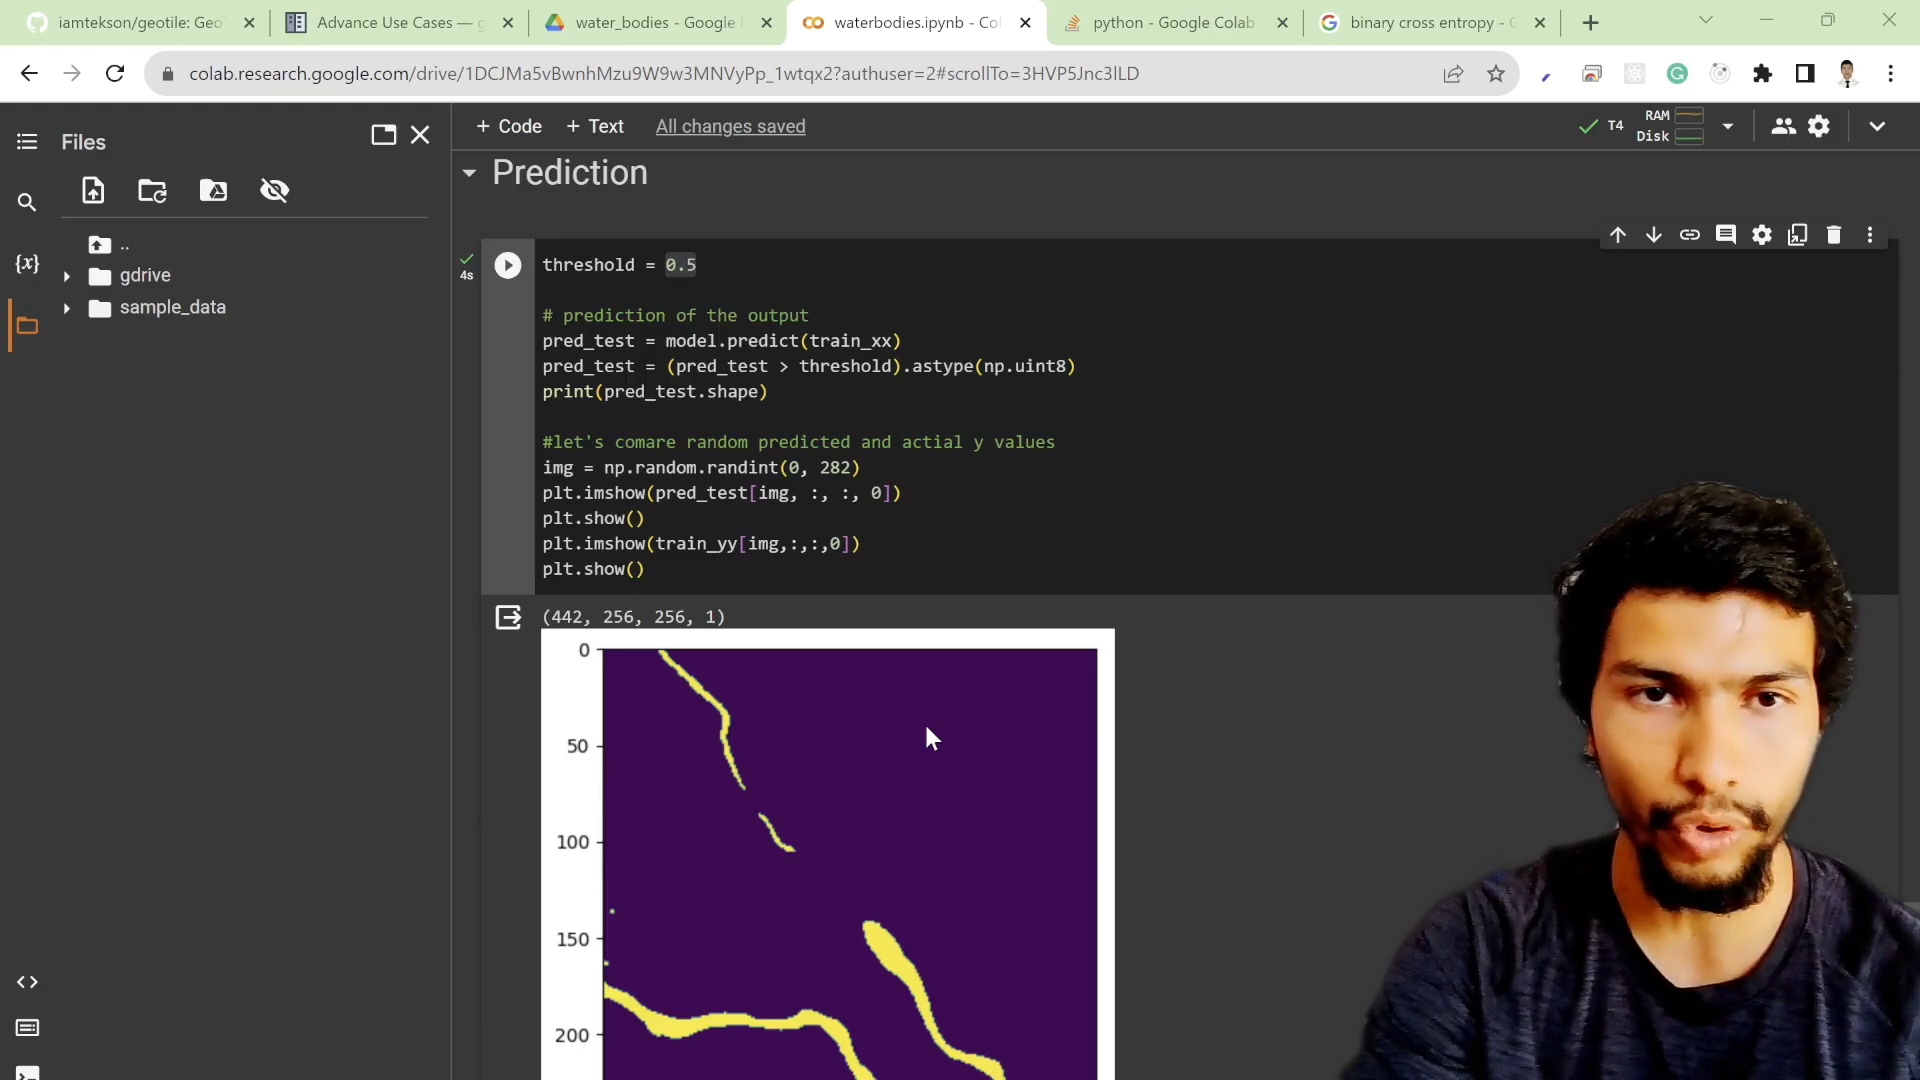 iamtekson/geotile: Geo
Advance Use Cases — g
water_bodies - Google
waterbodies.ipynb - Co
python - Google Colab
binary cross entropy - G
colab.research.google.com/drive/1DCJMa5vBwnhMzu9W9w3MNVyPp_1wtqx2?authuser=2#scrollTo=3HVP5Jnc3lLD
Files
+ Code
+ Text
All changes saved
T4
RAM
Disk
Prediction
..
gdrive
sample_data
{x}
4s
threshold = 0.5
# prediction of the output
pred_test = model.predict(train_xx)
pred_test = (pred_test > threshold).astype(np.uint8)
print(pred_test.shape)
#let's comare random predicted and actial y values
img = np.random.randint(0, 282)
plt.imshow(pred_test[img, :, :, 0])
plt.show()
plt.imshow(train_yy[img,:,:,0])
plt.show()
(442, 256, 256, 1)
0
50
100
150
200